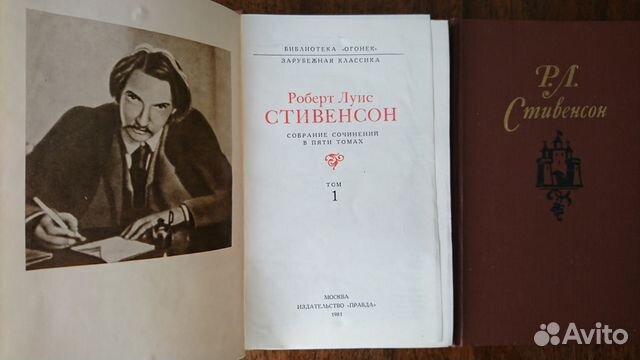 БИБЛИОТЕКА «ОГОНЕК»
ЗАРУБЕЖНАЯ КЛАССИКА
Роберт Луис
СТИВЕНСОН
СОБРАНИЕ СОЧИНЕНИЙ
В ПЯТИ ТОМАХ
ТОМ
1
МОСКВА
ИЗДАТЕЛЬСТВО «ПРАВДА»
1981
Р.Л.
Стивенсон
Avito